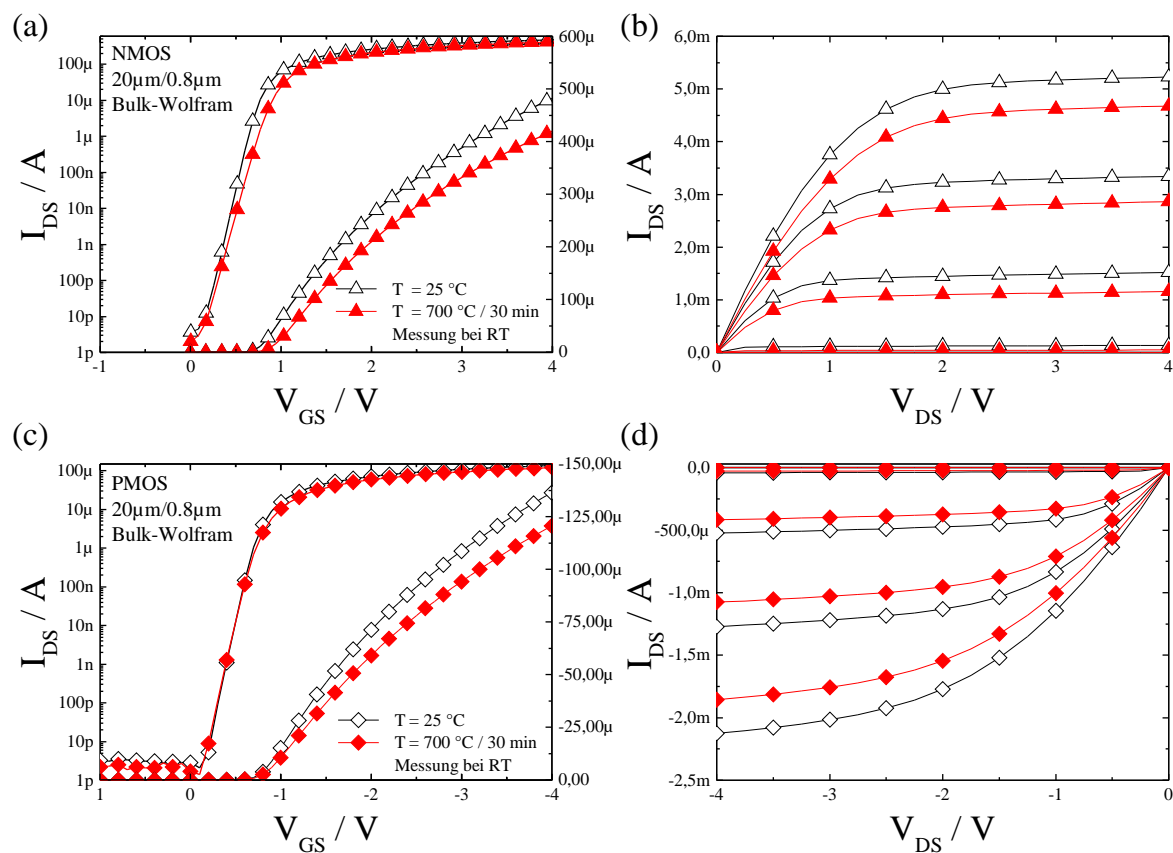 (a)
NMOS
20µm/0.8µm
Bulk-Wolfram
100µ
10µ
1µ
100n
10n
1n
100p
10p
1p
I_DS / A
600µ
500µ
400µ
300µ
200µ
100µ
0
T = 25 °C
T = 700 °C / 30 min
Messung bei RT
-1 0 1 2 3 4
V_GS / V
(b)
6,0m
5,0m
4,0m
3,0m
2,0m
1,0m
0,0
I_DS / A
0 1 2 3 4
V_DS / V
(c)
PMOS
20µm/0.8µm
Bulk-Wolfram
100µ
10µ
1µ
100n
10n
1n
100p
10p
1p
I_DS / A
-150,00µ
-125,00µ
-100,00µ
-75,00µ
-50,00µ
-25,00µ
0,00
T = 25 °C
T = 700 °C / 30 min
Messung bei RT
1 0 -1 -2 -3 -4
V_GS / V
(d)
0,0
-500,0µ
-1,0m
-1,5m
-2,0m
-2,5m
I_DS / A
-4 -3 -2 -1 0
V_DS / V